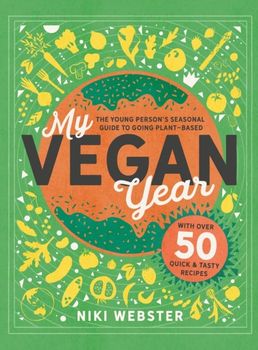 My
THE YOUNG PERSON'S SEASONAL
GUIDE TO GOING PLANT-BASED
VEGAN
Year
WITH OVER
50
QUICK & TASTY
RECIPES
NIKI WEBSTER